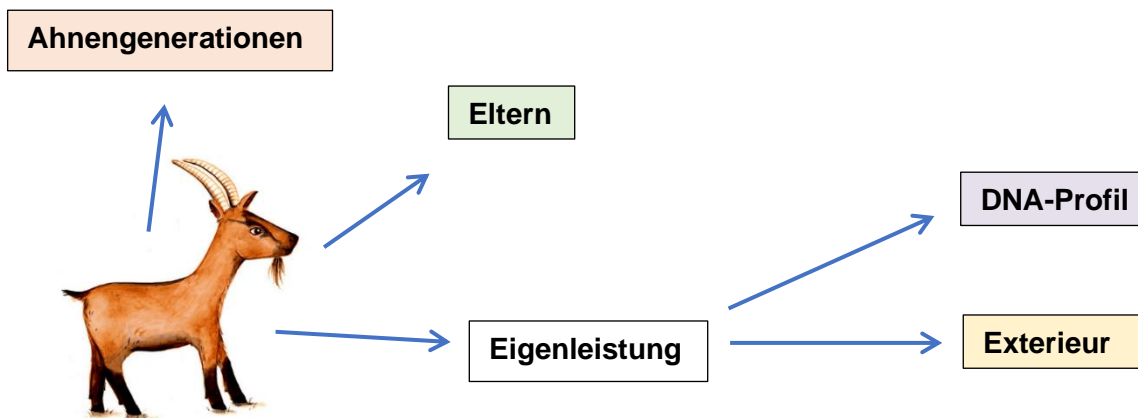 Ahnengenerationen
Eltern
DNA-Profil
Eigenleistung
Exterieur